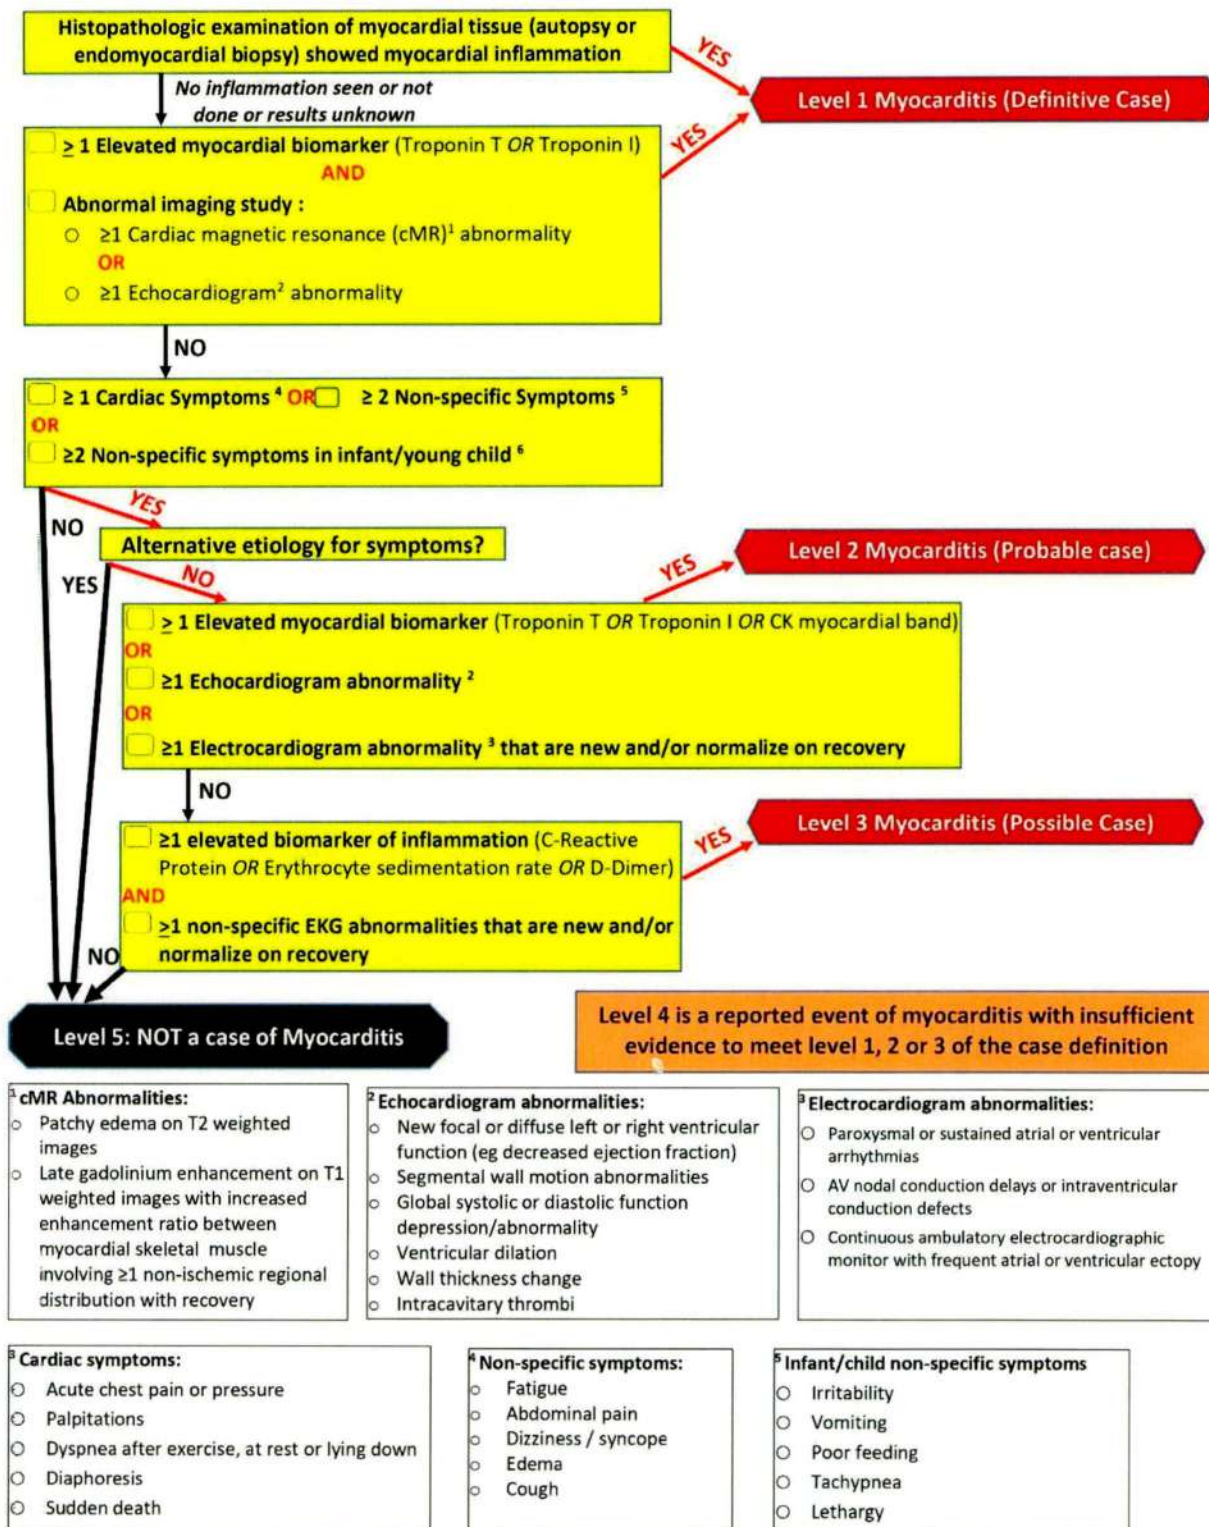 Histopathologic examination of myocardial tissue (autopsy or
endomyocardial biopsy) showed myocardial inflammation
YES
No inflammation seen or not
done or results unknown
Level 1 Myocarditis (Definitive Case)
≥ 1 Elevated myocardial biomarker (Troponin T OR Troponin I)
YES
AND
Abnormal imaging study :
≥1 Cardiac magnetic resonance (cMR)¹ abnormality
OR
≥1 Echocardiogram² abnormality
NO
≥ 1 Cardiac Symptoms ⁴ OR ≥ 2 Non-specific Symptoms ⁵
OR
≥2 Non-specific symptoms in infant/young child ⁶
YES
NO
Alternative etiology for symptoms?
Level 2 Myocarditis (Probable case)
YES
NO
YES
≥ 1 Elevated myocardial biomarker (Troponin T OR Troponin I OR CK myocardial band)
OR
≥1 Echocardiogram abnormality ²
OR
≥1 Electrocardiogram abnormality ³ that are new and/or normalize on recovery
NO
Level 3 Myocarditis (Possible Case)
≥1 elevated biomarker of inflammation (C-Reactive
Protein OR Erythrocyte sedimentation rate OR D-Dimer)
YES
AND
≥1 non-specific EKG abnormalities that are new and/or
normalize on recovery
NO
Level 5: NOT a case of Myocarditis
Level 4 is a reported event of myocarditis with insufficient
evidence to meet level 1, 2 or 3 of the case definition
¹ cMR Abnormalities:
Patchy edema on T2 weighted
images
Late gadolinium enhancement on T1
weighted images with increased
enhancement ratio between
myocardial skeletal muscle
involving ≥1 non-ischemic regional
distribution with recovery
² Echocardiogram abnormalities:
New focal or diffuse left or right ventricular
function (eg decreased ejection fraction)
Segmental wall motion abnormalities
Global systolic or diastolic function
depression/abnormality
Ventricular dilation
Wall thickness change
Intracavitary thrombi
³ Electrocardiogram abnormalities:
Paroxysmal or sustained atrial or ventricular
arrhythmias
AV nodal conduction delays or intraventricular
conduction defects
Continuous ambulatory electrocardiographic
monitor with frequent atrial or ventricular ectopy
³ Cardiac symptoms:
Acute chest pain or pressure
Palpitations
Dyspnea after exercise, at rest or lying down
Diaphoresis
Sudden death
⁴ Non-specific symptoms:
Fatigue
Abdominal pain
Dizziness / syncope
Edema
Cough
⁵ Infant/child non-specific symptoms
Irritability
Vomiting
Poor feeding
Tachypnea
Lethargy